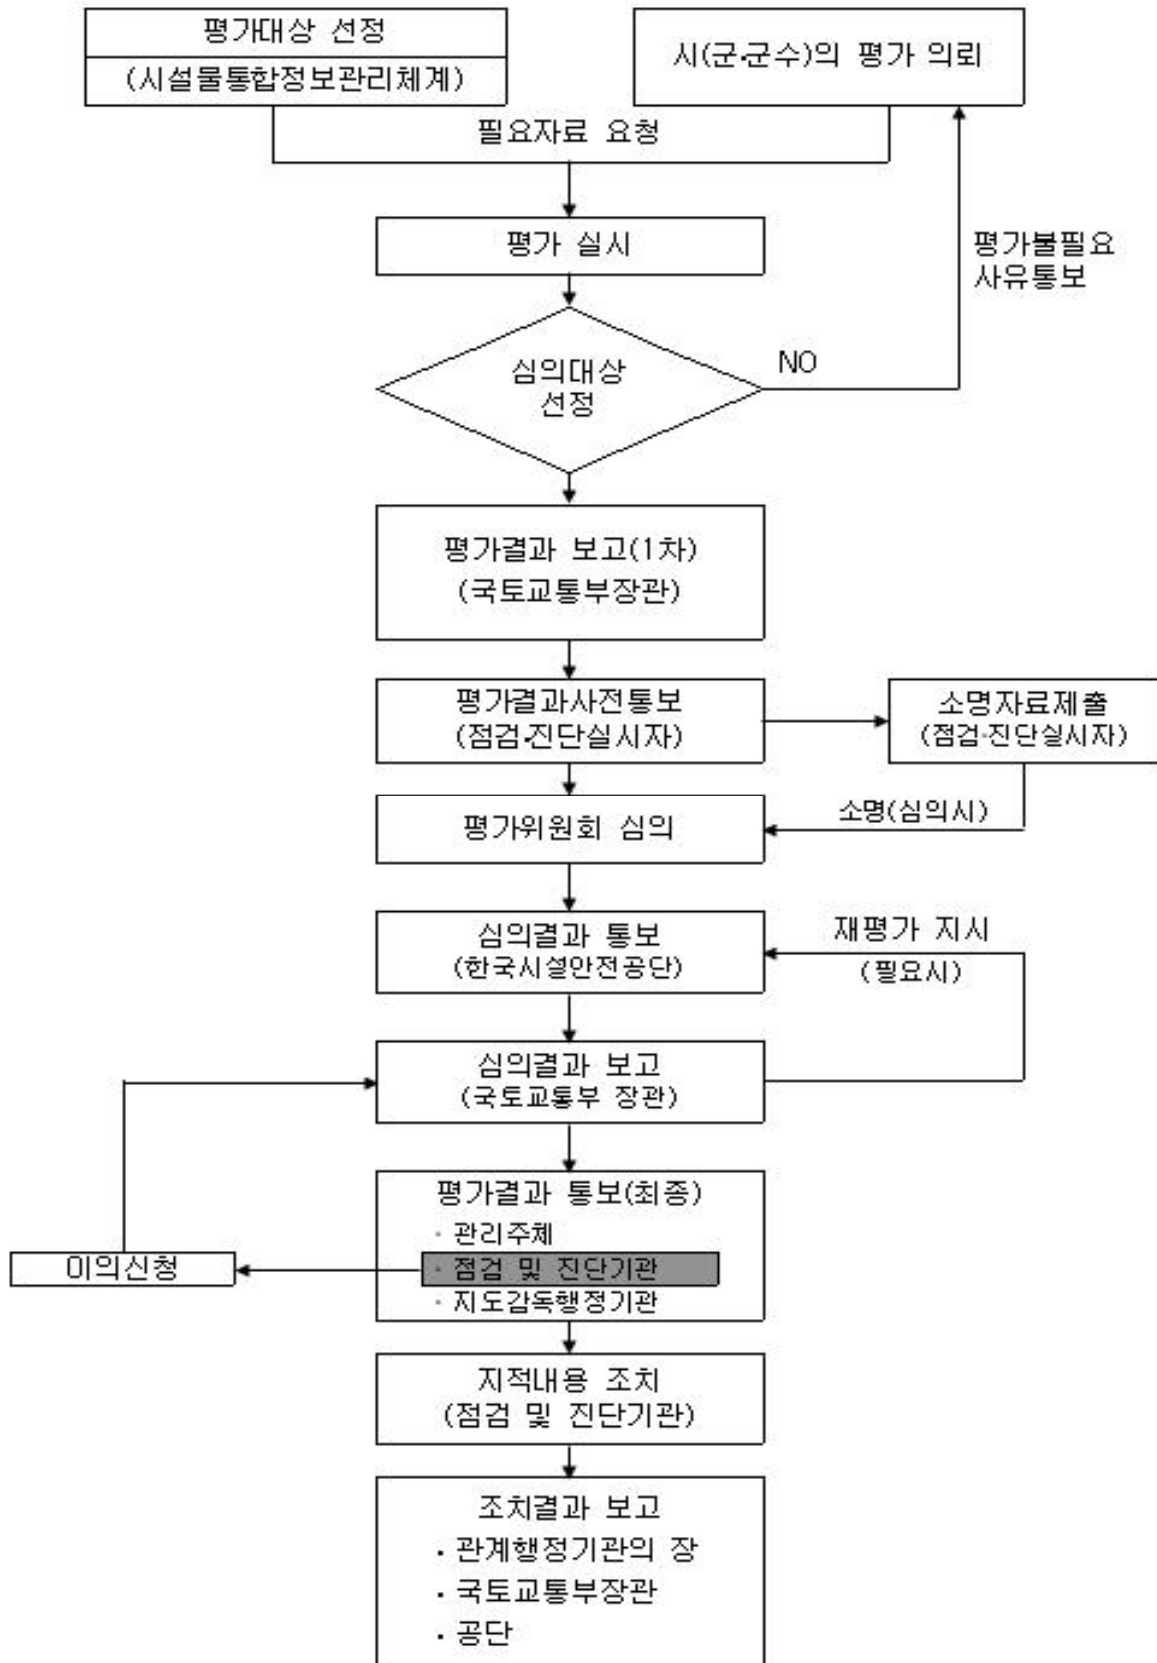 평가대상 선정
(시설물통합정보관리체계)
시(군·군수)의 평가 의뢰
필요자료 요청
평가 실시
평가불필요
사유통보
심의대상
선정
NO
평가결과 보고(1차)
(국토교통부장관)
평가결과사전통보
(점검·진단실시자)
소명자료제출
(점검·진단실시자)
소명(심의시)
평가위원회 심의
심의결과 통보
(한국시설안전공단)
재평가 지시
(필요시)
심의결과 보고
(국토교통부 장관)
평가결과 통보(최종)
· 관리주체
· 점검 및 진단기관
· 지도감독행정기관
이의신청
지적내용 조치
(점검 및 진단기관)
조치결과 보고
· 관계행정기관의 장
· 국토교통부장관
· 공단